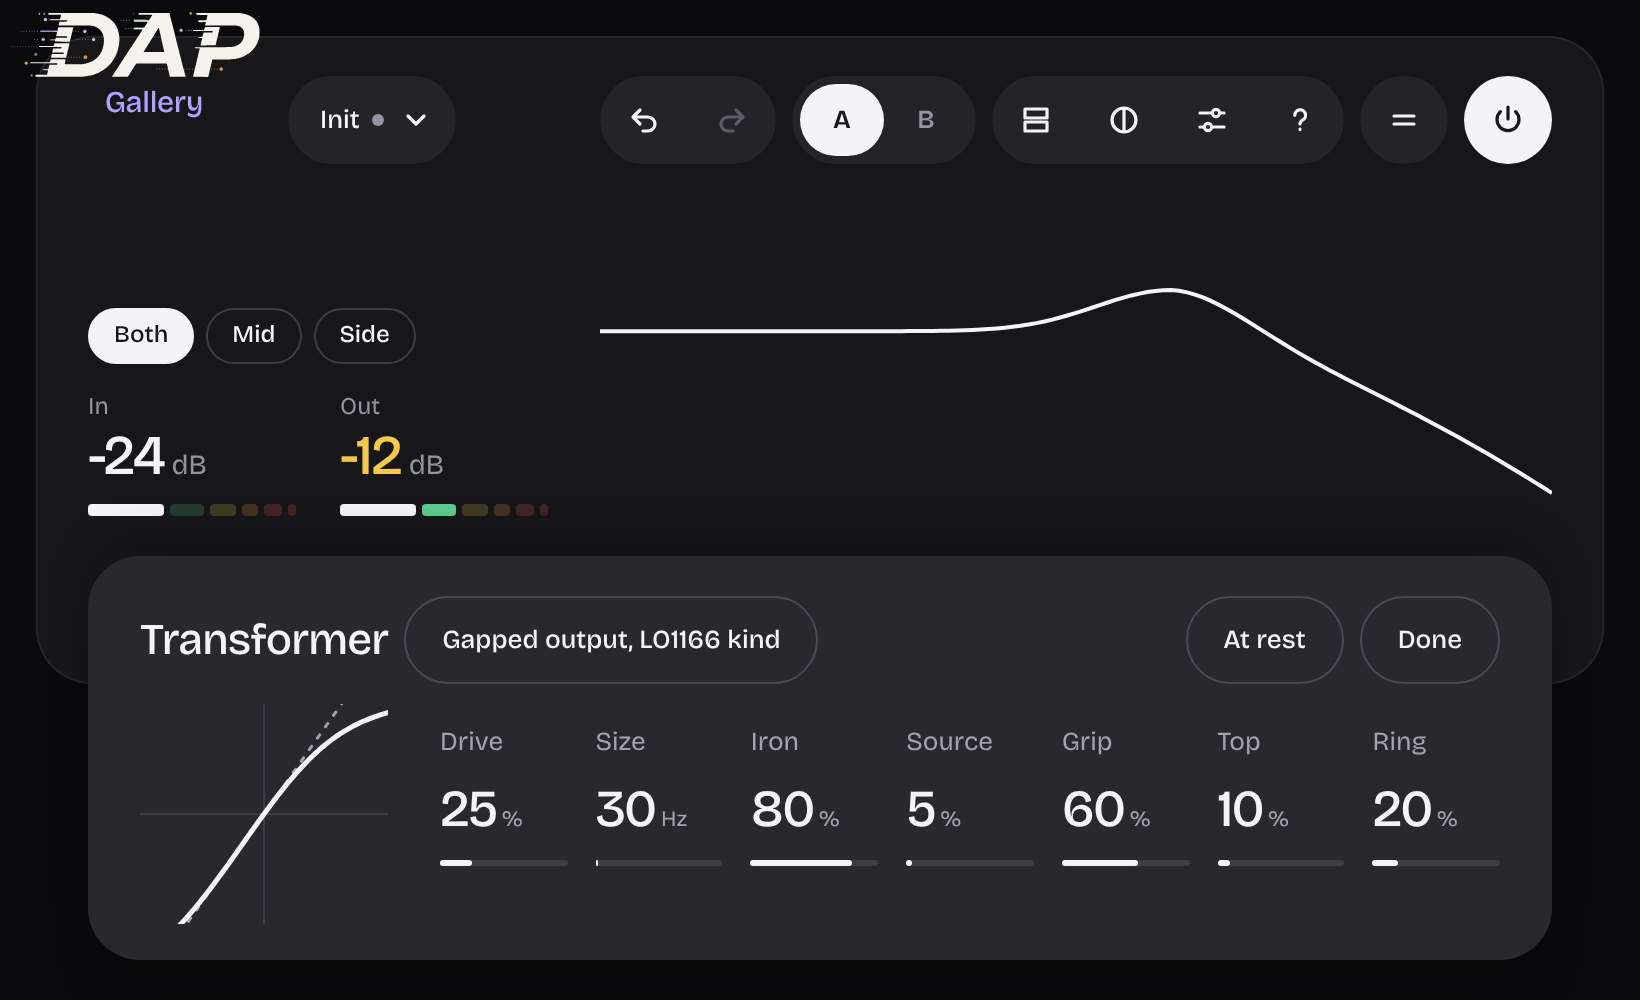 DAP
Gallery
Init
A B ?
Both Mid Side
In Out
-24 dB -12 dB
Transformer Gapped output, LO1166 kind At rest Done
Drive Size Iron Source Grip Top Ring
25 % 30 Hz 80 % 5 % 60 % 10 % 20 %